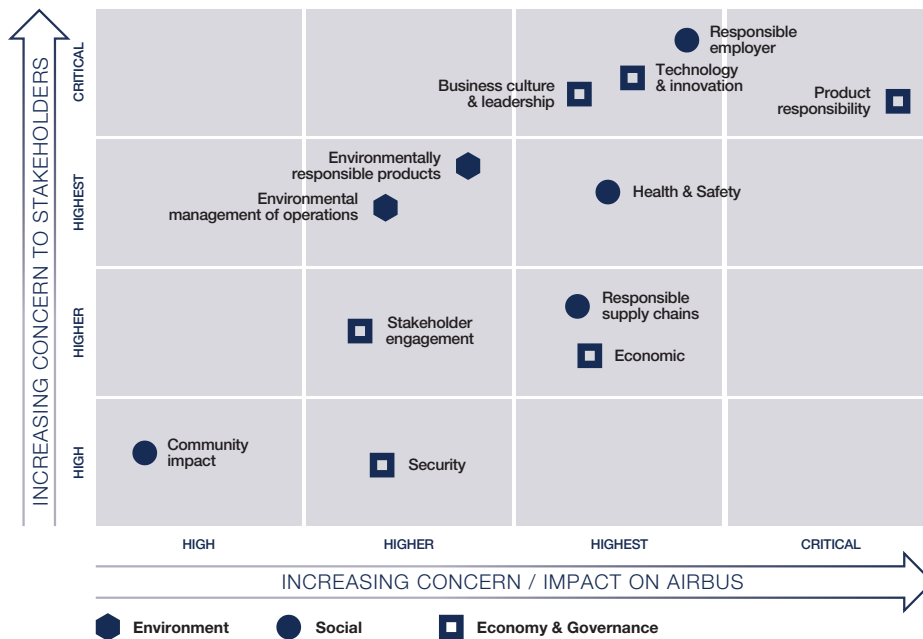 INCREASING CONCERN TO STAKEHOLDERS
CRITICAL
HIGHEST
HIGHER
HIGH
Responsible
employer
Technology
& innovation
Business culture
& leadership
Product
responsibility
Environmentally
responsible products
Environmental
management of operations
Health & Safety
Responsible
supply chains
Stakeholder
engagement
Economic
Community
impact
Security
HIGH
HIGHER
HIGHEST
CRITICAL
INCREASING CONCERN / IMPACT ON AIRBUS
Environment
Social
Economy & Governance